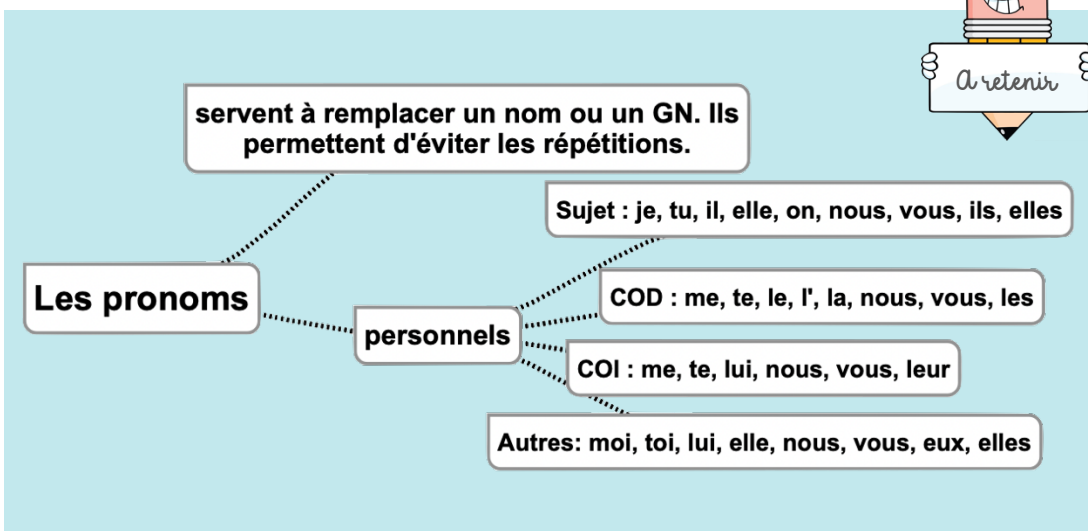 A retenir
servent à remplacer un nom ou un GN. Ils
permettent d'éviter les répétitions.
Sujet : je, tu, il, elle, on, nous, vous, ils, elles
Les pronoms
COD : me, te, le, l', la, nous, vous, les
personnels
COI : me, te, lui, nous, vous, leur
Autres: moi, toi, lui, elle, nous, vous, eux, elles